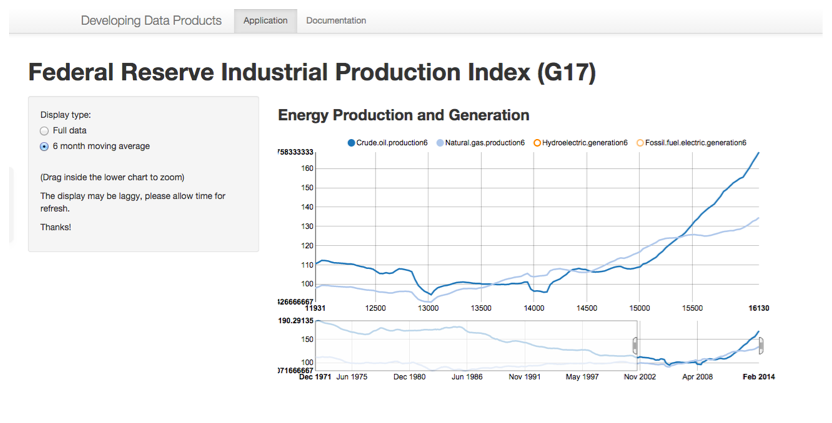 Developing Data Products Application Documentation
Federal Reserve Industrial Production Index (G17)
Display type:
Full data
6 month moving average
(Drag inside the lower chart to zoom)
The display may be laggy, please allow time for
refresh.
Thanks!
Energy Production and Generation
Crude.oil.production6 Natural.gas.production6 Hydroelectric.generation6 Fossil.fuel.electric.generation6
58333333
160
150
140
130
120
110
100
26666667
11931 12500 13000 13500 14000 14500 15000 15500 16130
190.29135
150
100
071666667
Dec 1971 Jun 1975 Dec 1980 Jun 1986 Nov 1991 May 1997 Nov 2002 Apr 2008 Feb 2014